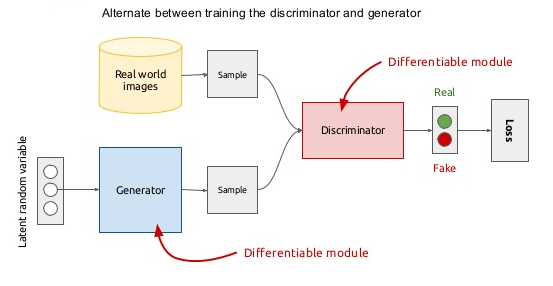 Alternate between training the discriminator and generator
Real world
images
Sample
Differentiable module
Real
Discriminator
Fake
Loss
Latent random variable
Generator
Sample
Differentiable module